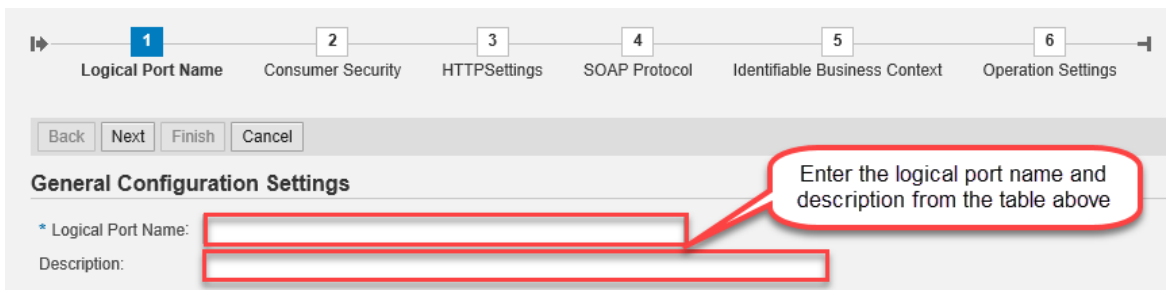 1 2 3 4 5 6
Logical Port Name Consumer Security HTTPSettings SOAP Protocol Identifiable Business Context Operation Settings
Back Next Finish Cancel
General Configuration Settings
Enter the logical port name and
description from the table above
* Logical Port Name:
Description: